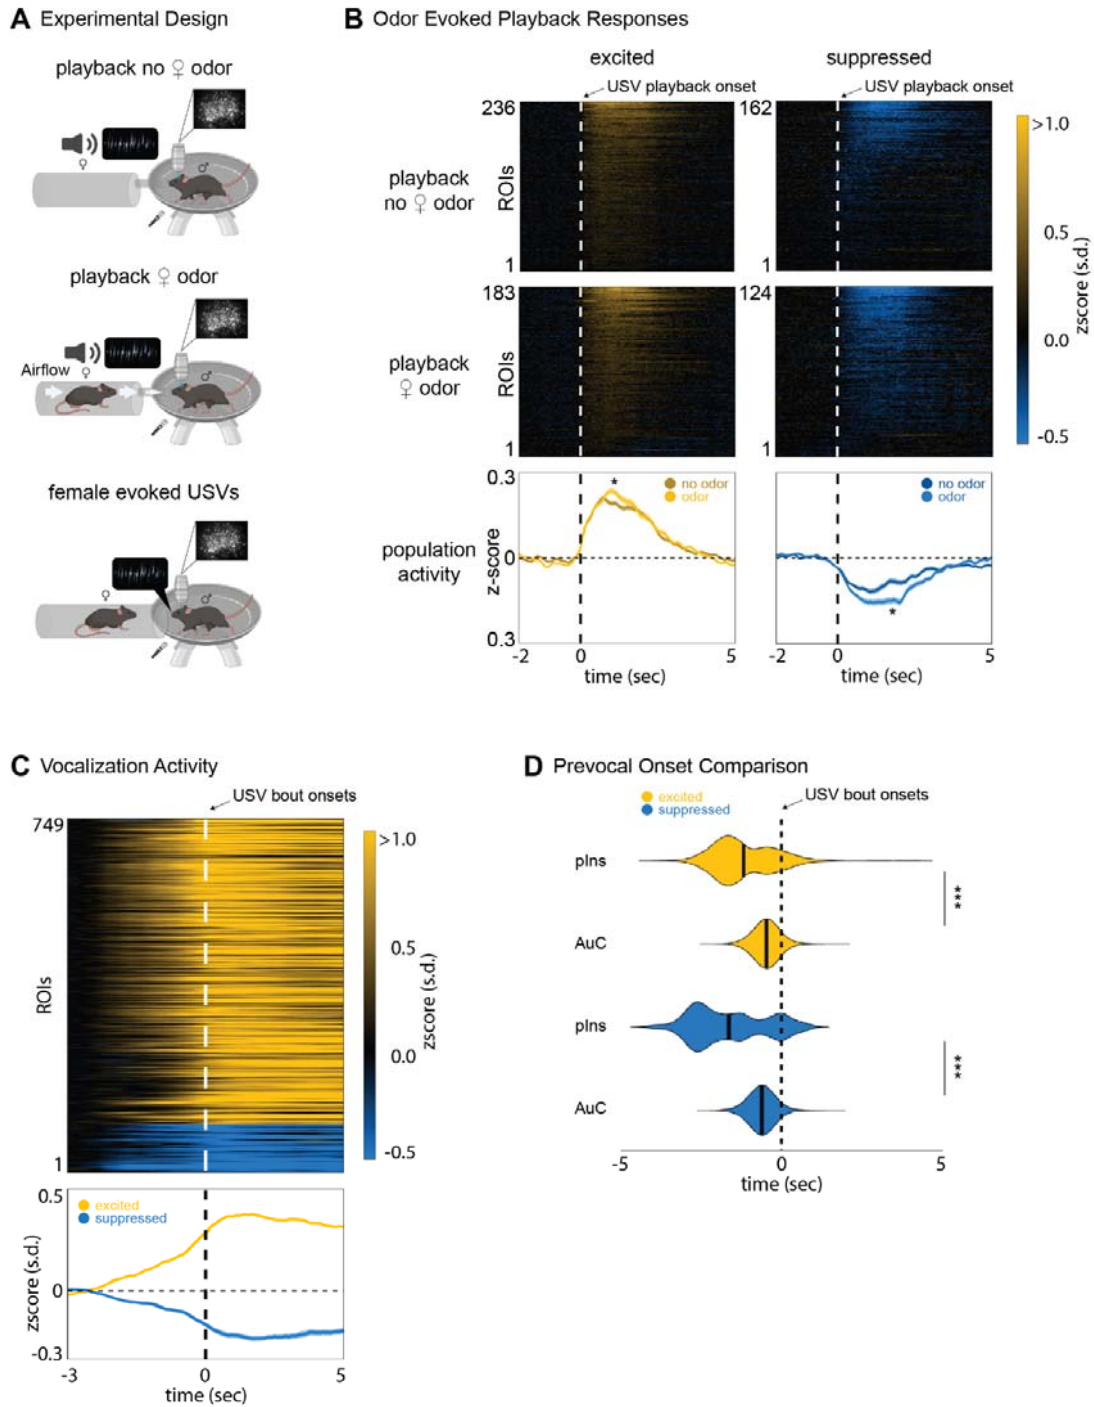 A Experimental Design
playback no ♀ odor
♀
♂
playback ♀ odor
Airflow
♀
♂
female evoked USVs
♀
♂
B Odor Evoked Playback Responses
excited
suppressed
USV playback onset
USV playback onset
playback
no ♀ odor
236
ROIs
1
162
1
playback
♀ odor
183
ROIs
1
124
1
>1.0
0.5
0.0
-0.5
zscore (s.d.)
population
activity
z-score
0.3
0
0.3
*
no odor
odor
-2
0
5
time (sec)
no odor
odor
*
-2
0
5
time (sec)
C Vocalization Activity
USV bout onsets
749
ROIs
1
>1.0
0.5
0.0
-0.5
zscore (s.d.)
0.5
0
-0.3
zscore (s.d.)
excited
suppressed
-3
0
5
time (sec)
D Prevocal Onset Comparison
excited
suppressed
USV bout onsets
pIns
AuC
***
pIns
AuC
***
-5
0
5
time (sec)